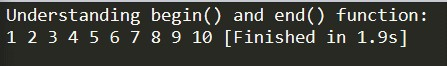 Understanding begin() and end() function:
1 2 3 4 5 6 7 8 9 10 [Finished in 1.9s]